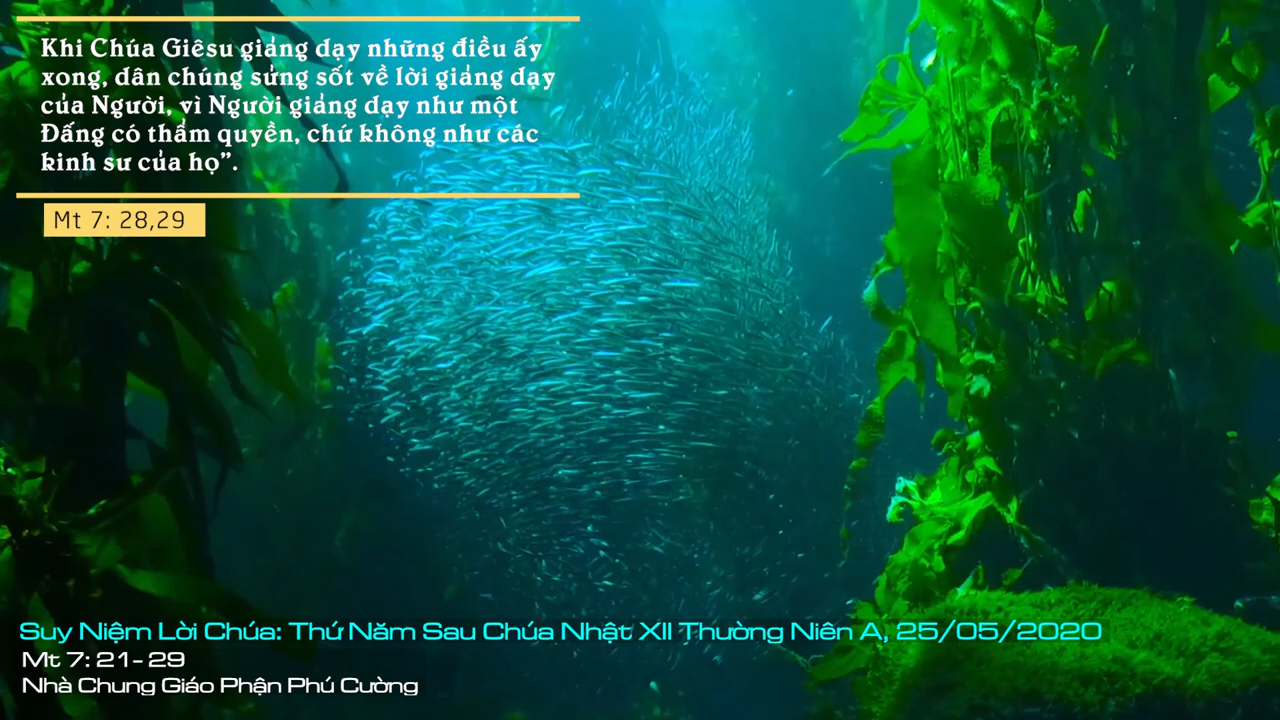 Khi Chúa Giêsu giảng dạy những điều ấy
xong, dân chúng sửng sốt về lời giảng dạy
của Người, vì Người giảng dạy như một
Đấng có thẩm quyền, chứ không như các
kinh sư của họ”.
Mt 7: 28,29
Suy Niệm Lời Chúa: Thứ Năm Sau Chúa Nhật XII Thường Niên A, 25/05/2020
Mt 7: 21-29
Nhà Chung Giáo Phận Phú Cường